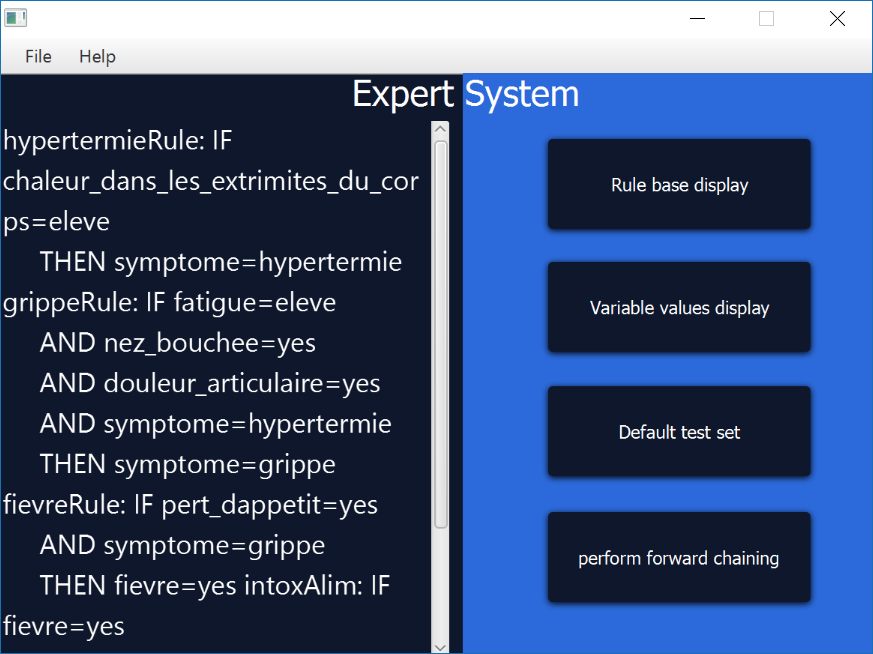 File Help
Expert System
hypertermieRule: IF
chaleur_dans_les_extrimites_du_cor
ps=eleve
THEN symptome=hypertermie
grippeRule: IF fatigue=eleve
AND nez_bouchee=yes
AND douleur_articulaire=yes
AND symptome=hypertermie
THEN symptome=grippe
fievreRule: IF pert_dappetit=yes
AND symptome=grippe
THEN fievre=yes intoxAlim: IF
fievre=yes
Rule base display
Variable values display
Default test set
perform forward chaining